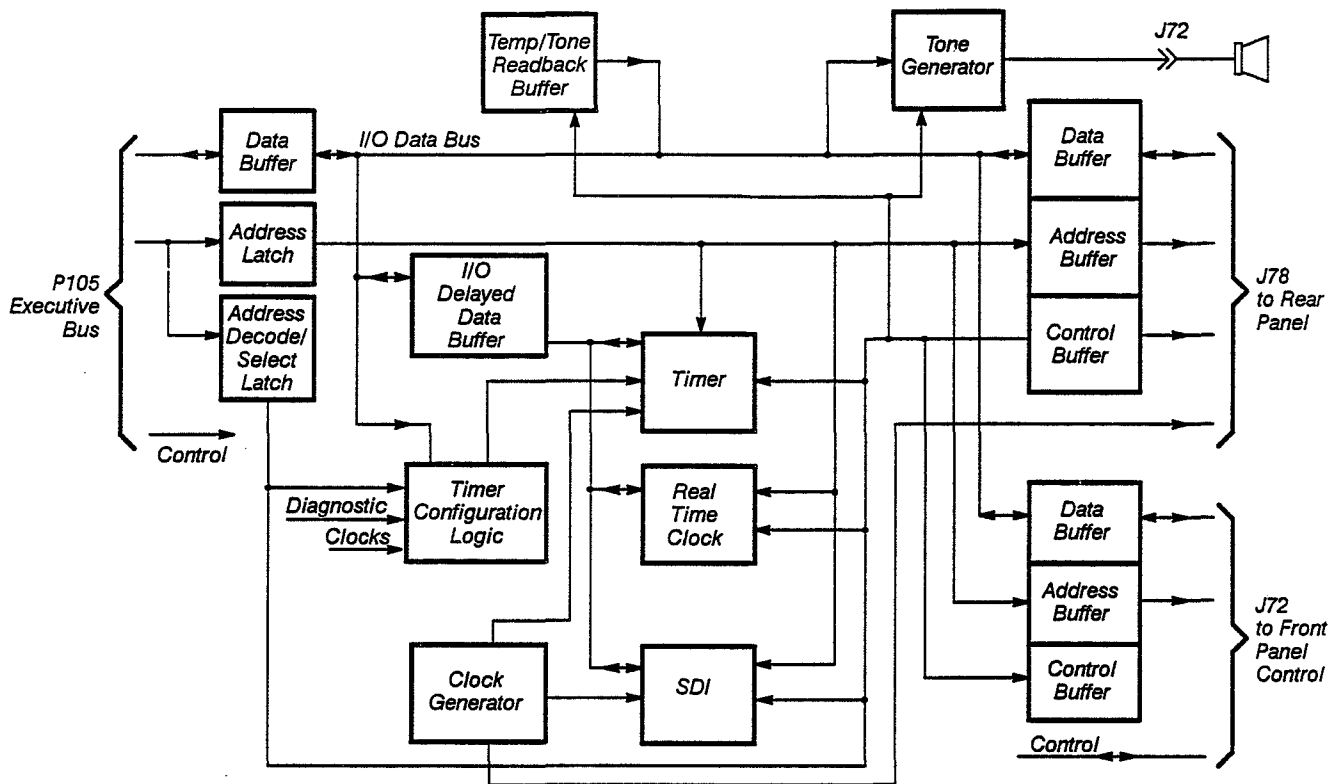 Temp/Tone
Readback
Buffer
Tone
Generator
J72
Data
Buffer
I/O Data Bus
Data
Buffer
Address
Latch
Address
Buffer
P105
Executive
Bus
I/O
Delayed
Data
Buffer
J78
to Rear
Panel
Address
Decode/
Select
Latch
Control
Buffer
Timer
Control
Diagnostic
Clocks
Timer
Configuration
Logic
Real
Time
Clock
Data
Buffer
Address
Buffer
J72
to Front
Panel
Control
Clock
Generator
SDI
Control
Buffer
Control